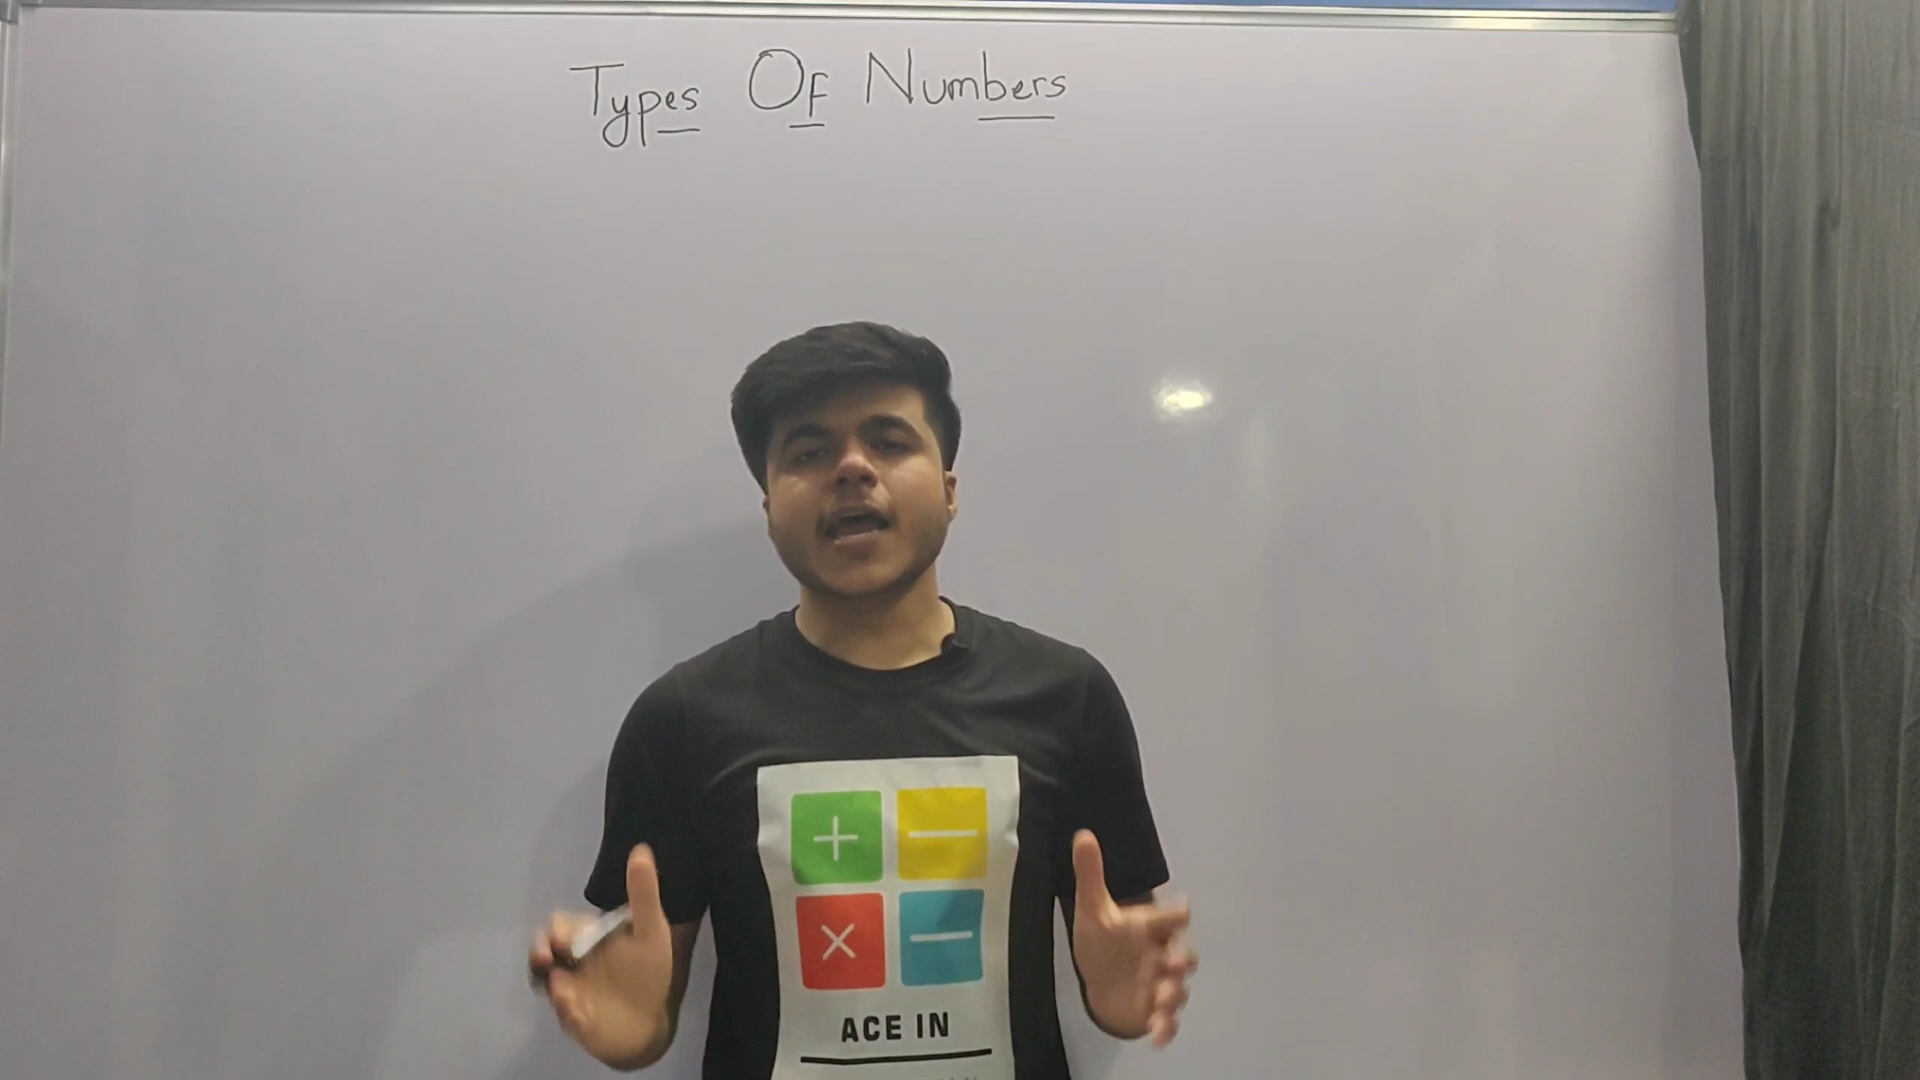 Types Of Numbers
+ —
× —
ACE IN